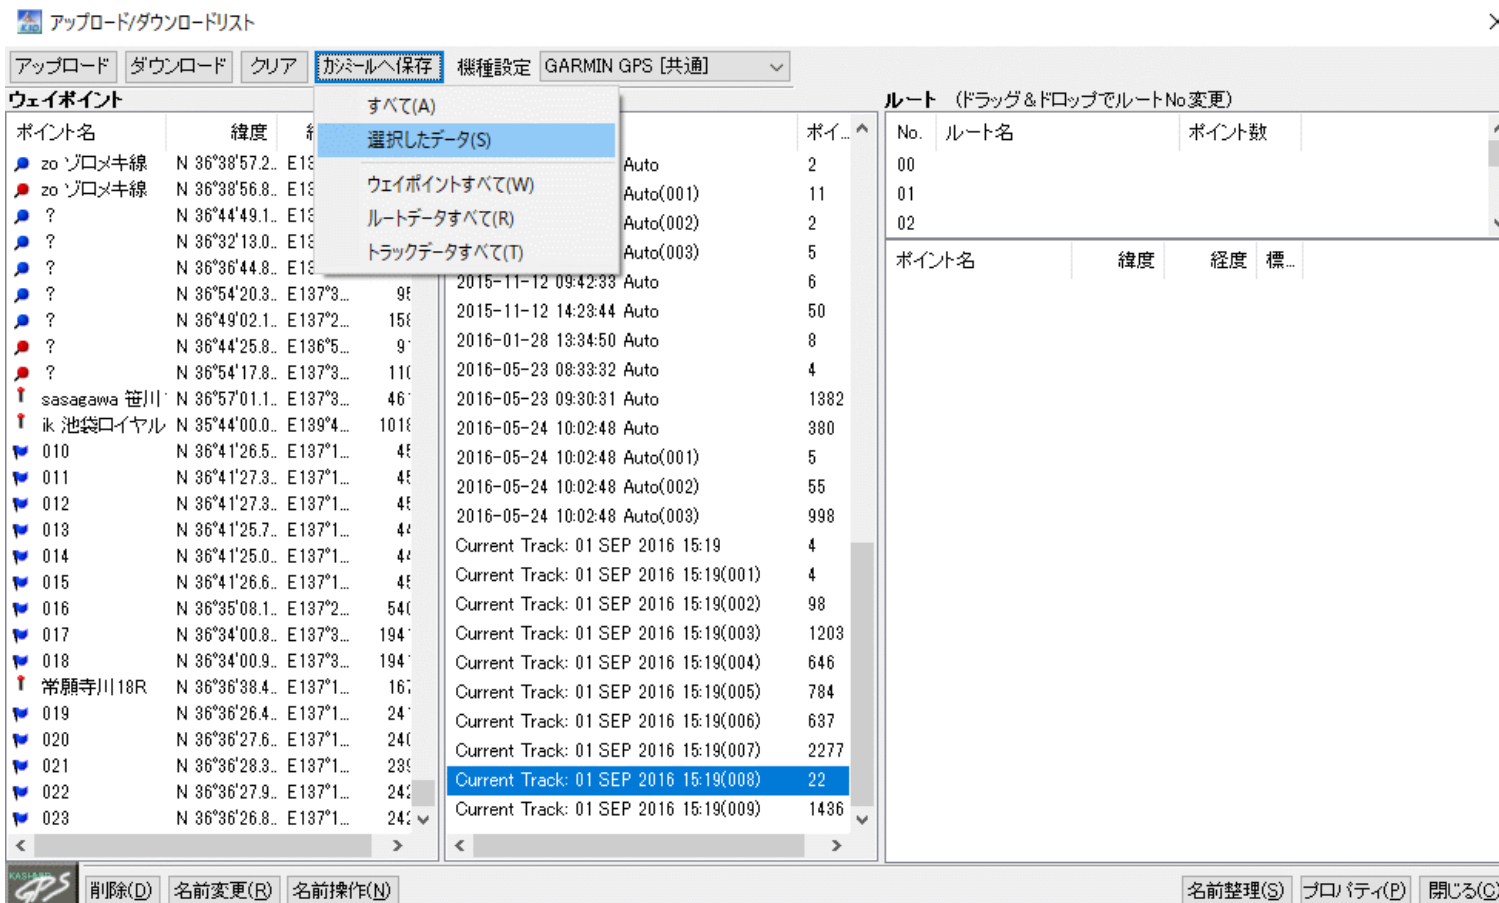 アップロード/ダウンロードリスト
アップロード ダウンロード クリア カシミールへ保存 機種設定 GARMIN GPS [共通]
ウェイポイント
ポイント名 緯度
zo ゾロメキ線 N 36°38'57.2.. E13
zo ゾロメキ線 N 36°38'56.8.. E13
? N 36°44'49.1.. E13
? N 36°32'13.0.. E13
? N 36°36'44.8.. E13
? N 36°54'20.3.. E137°3...
? N 36°49'02.1.. E137°2...
? N 36°44'25.8.. E136°5...
? N 36°54'17.8.. E137°3...
sasagawa 笹川 N 36°57'01.1.. E137°3...
ik 池袋ロイヤル N 35°44'00.0.. E139°4...
010 N 36°41'26.5.. E137°1...
011 N 36°41'27.3.. E137°1...
012 N 36°41'27.3.. E137°1...
013 N 36°41'25.7.. E137°1...
014 N 36°41'25.0.. E137°1...
015 N 36°41'26.6.. E137°1...
016 N 36°35'08.1.. E137°2...
017 N 36°34'00.8.. E137°3...
018 N 36°34'00.9.. E137°3...
常願寺川18R N 36°36'38.4.. E137°1...
019 N 36°36'26.4.. E137°1...
020 N 36°36'27.6.. E137°1...
021 N 36°36'28.3.. E137°1...
022 N 36°36'27.9.. E137°1...
023 N 36°36'26.8.. E137°1...
すべて(A)
選択したデータ(S)
ウェイポイントすべて(W)
ルートデータすべて(R)
トラックデータすべて(T)
ポイ...
Auto 2
Auto(001) 11
Auto(002) 2
Auto(003) 5
2015-11-12 09:42:33 Auto 6
2015-11-12 14:23:44 Auto 50
2016-01-28 13:34:50 Auto 8
2016-05-23 08:33:32 Auto 4
2016-05-23 09:30:31 Auto 1382
2016-05-24 10:02:48 Auto 380
2016-05-24 10:02:48 Auto(001) 5
2016-05-24 10:02:48 Auto(002) 55
2016-05-24 10:02:48 Auto(003) 998
Current Track: 01 SEP 2016 15:19 4
Current Track: 01 SEP 2016 15:19(001) 4
Current Track: 01 SEP 2016 15:19(002) 98
Current Track: 01 SEP 2016 15:19(003) 1203
Current Track: 01 SEP 2016 15:19(004) 646
Current Track: 01 SEP 2016 15:19(005) 784
Current Track: 01 SEP 2016 15:19(006) 637
Current Track: 01 SEP 2016 15:19(007) 2277
Current Track: 01 SEP 2016 15:19(008) 22
Current Track: 01 SEP 2016 15:19(009) 1436
ルート (ドラッグ&ドロップでルートNo変更)
No. ルート名 ポイント数
00
01
02
ポイント名 緯度 経度 標...
GPS 削除(D) 名前変更(R) 名前操作(N) 名前整理(S) プロパティ(P) 閉じる(C)